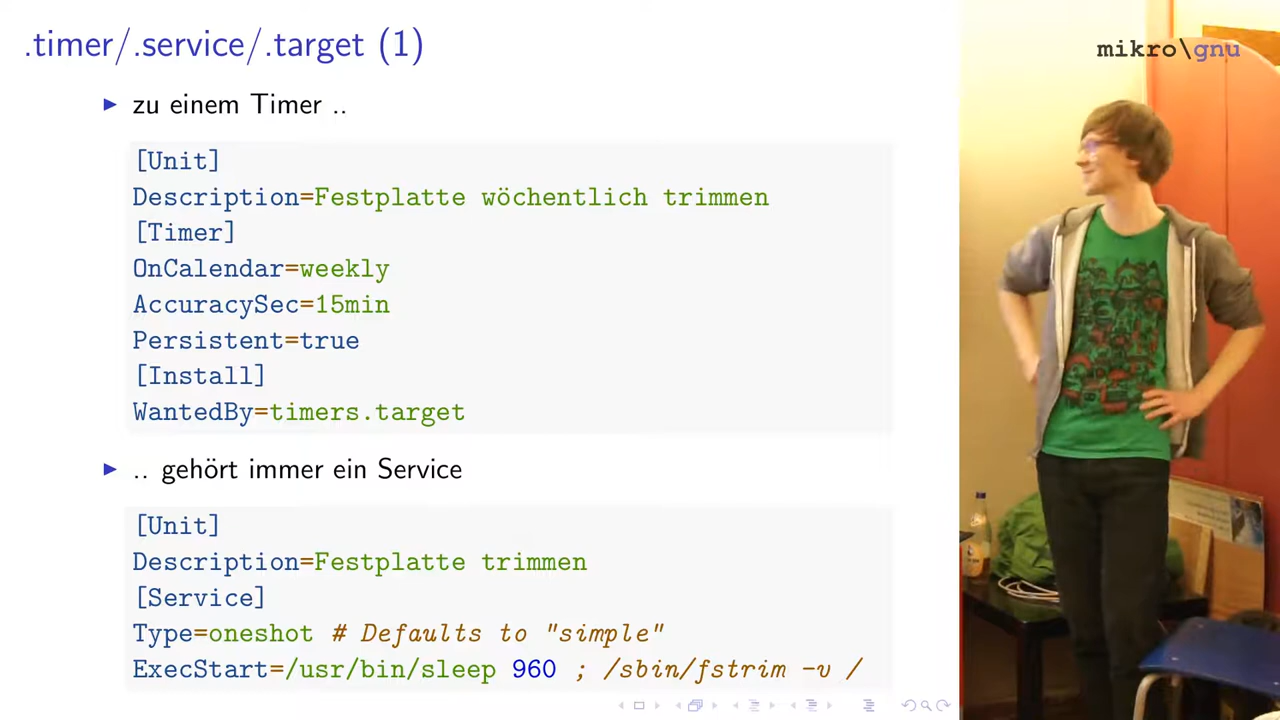 .timer/.service/.target (1)
mikro\gnu
zu einem Timer ..
[Unit]
Description=Festplatte wöchentlich trimmen
[Timer]
OnCalendar=weekly
AccuracySec=15min
Persistent=true
[Install]
WantedBy=timers.target
.. gehört immer ein Service
[Unit]
Description=Festplatte trimmen
[Service]
Type=oneshot # Defaults to "simple"
ExecStart=/usr/bin/sleep 960 ; /sbin/fstrim -v /